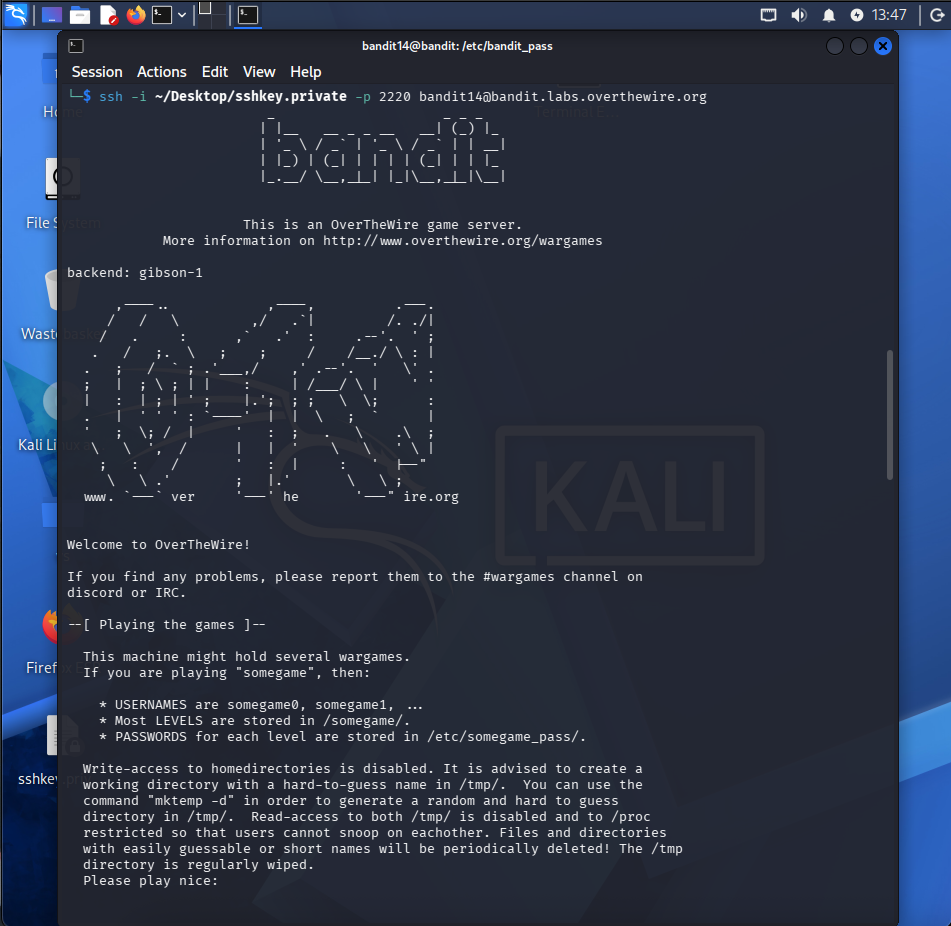 13:47
bandit14@bandit: /etc/bandit_pass
Session Actions Edit View Help
└─$ ssh -i ~/Desktop/sshkey.private -p 2220 bandit14@bandit.labs.overthewire.org
bandit
This is an OverTheWire game server.
More information on http://www.overthewire.org/wargames
backend: gibson-1
www. ver he ire.org
Welcome to OverTheWire!
If you find any problems, please report them to the #wargames channel on
discord or IRC.
--[ Playing the games ]--
This machine might hold several wargames.
If you are playing "somegame", then:
* USERNAMES are somegame0, somegame1, ...
* Most LEVELS are stored in /somegame/.
* PASSWORDS for each level are stored in /etc/somegame_pass/.
Write-access to homedirectories is disabled. It is advised to create a
working directory with a hard-to-guess name in /tmp/. You can use the
command "mktemp -d" in order to generate a random and hard to guess
directory in /tmp/. Read-access to both /tmp/ is disabled and to /proc
restricted so that users cannot snoop on eachother. Files and directories
with easily guessable or short names will be periodically deleted! The /tmp
directory is regularly wiped.
Please play nice:
KALI
File System
Kali Li
Firef
sshke